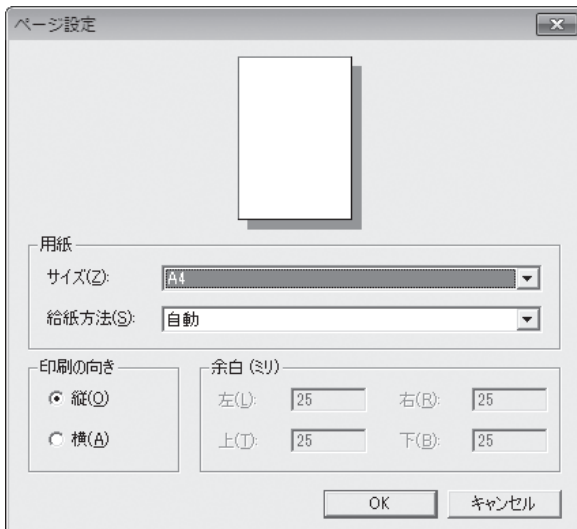 ページ設定
用紙
サイズ(Z): A4
給紙方法(S): 自動
印刷の向き
縦(O)
横(A)
余白(ミリ)
左(L): 25 右(R): 25
上(T): 25 下(B): 25
OK キャンセル